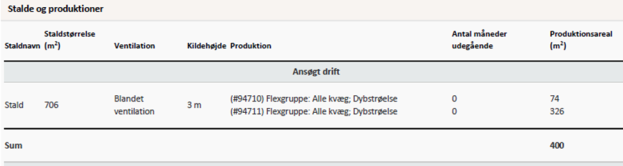 Stalde og produktioner
Staldnavn Staldstørrelse (m²) Ventilation Kildehøjde Produktion Antal måneder udegående Produktionsareal (m²)
Ansøgt drift
Stald 706 Blandet ventilation 3 m (#94710) Flexgruppe: Alle kvæg; Dybstrøelse 0 74
(#94711) Flexgruppe: Alle kvæg; Dybstrøelse 0 326
Sum 400